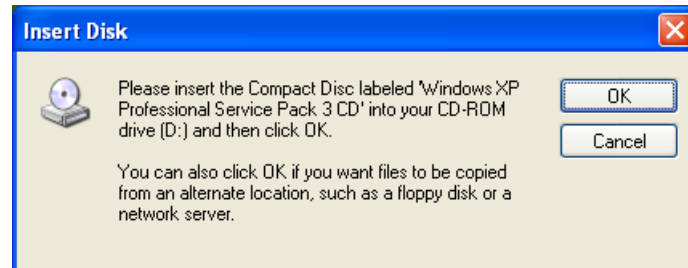 Insert Disk
Please insert the Compact Disc labeled 'Windows XP
Professional Service Pack 3 CD' into your CD-ROM
drive (D:) and then click OK.
You can also click OK if you want files to be copied
from an alternate location, such as a floppy disk or a
network server.
OK
Cancel